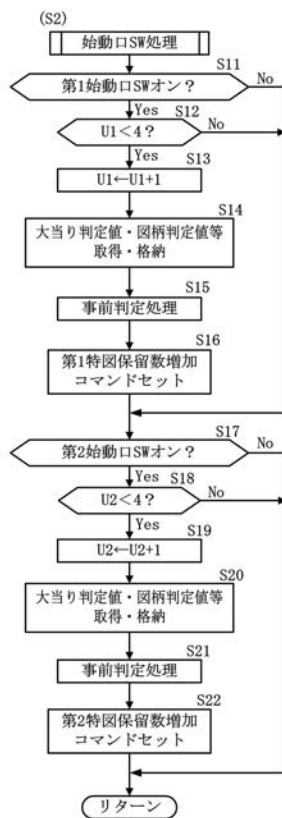 (S2)
始動口SW処理
S11
第1始動口SWオン？
No
Yes
S12
U1<4？
No
Yes
S13
U1←U1+1
S14
大当り判定値・図柄判定値等
取得・格納
S15
事前判定処理
S16
第1特図保留数増加
コマンドセット
S17
第2始動口SWオン？
No
Yes
S18
U2<4？
No
Yes
S19
U2←U2+1
S20
大当り判定値・図柄判定値等
取得・格納
S21
事前判定処理
S22
第2特図保留数増加
コマンドセット
リターン